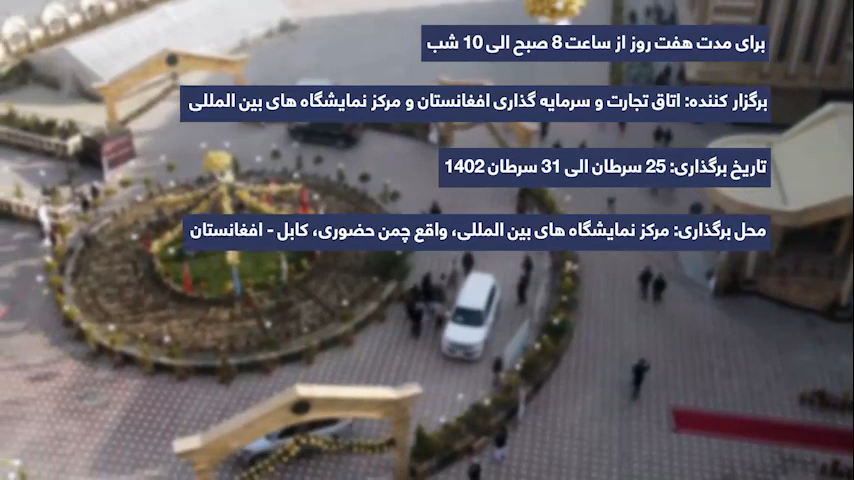 برای مدت هفت روز از ساعت 8 صبح الی 10 شب
برگزار کننده: اتاق تجارت و سرمایه گذاری افغانستان و مرکز نمایشگاه های بین المللی
تاریخ برگذاری: 25 سرطان الی 31 سرطان 1402
محل برگذاری: مرکز نمایشگاه های بین المللی، واقع چمن حضوری، کابل - افغانستان